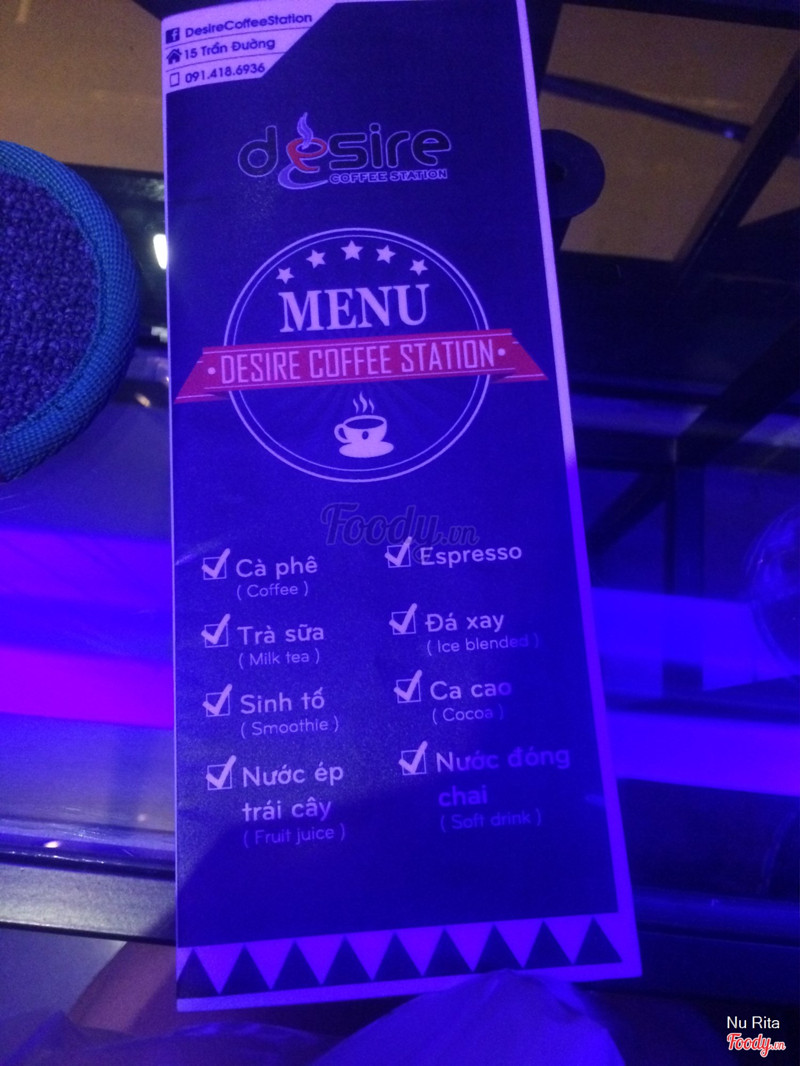 DesireCoffeeStation
15 Trần Đường
091.418.6936
desire
COFFEE STATION
MENU
DESIRE COFFEE STATION
Foody.vn
Cà phê
( Coffee )
Espresso
Trà sữa
( Milk tea )
Đá xay
( Ice blended )
Sinh tố
( Smoothie )
Ca cao
( Cocoa )
Nước ép
trái cây
( Fruit juice )
Nước đóng
chai
( Soft drink )
Nu Rita
Foody.vn